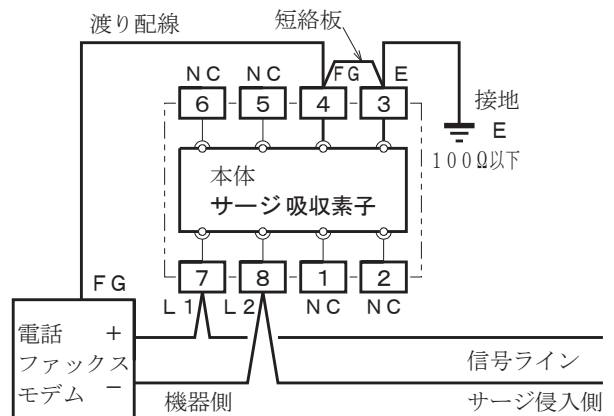 渡り配線
短絡板
NC NC FG E
6 5 4 3
接地
E
100Ω以下
本体
サージ吸収素子
7 8 1 2
FG
L1 L2 NC NC
電話 +
ファックス
モデム −
信号ライン
機器側
サージ侵入側